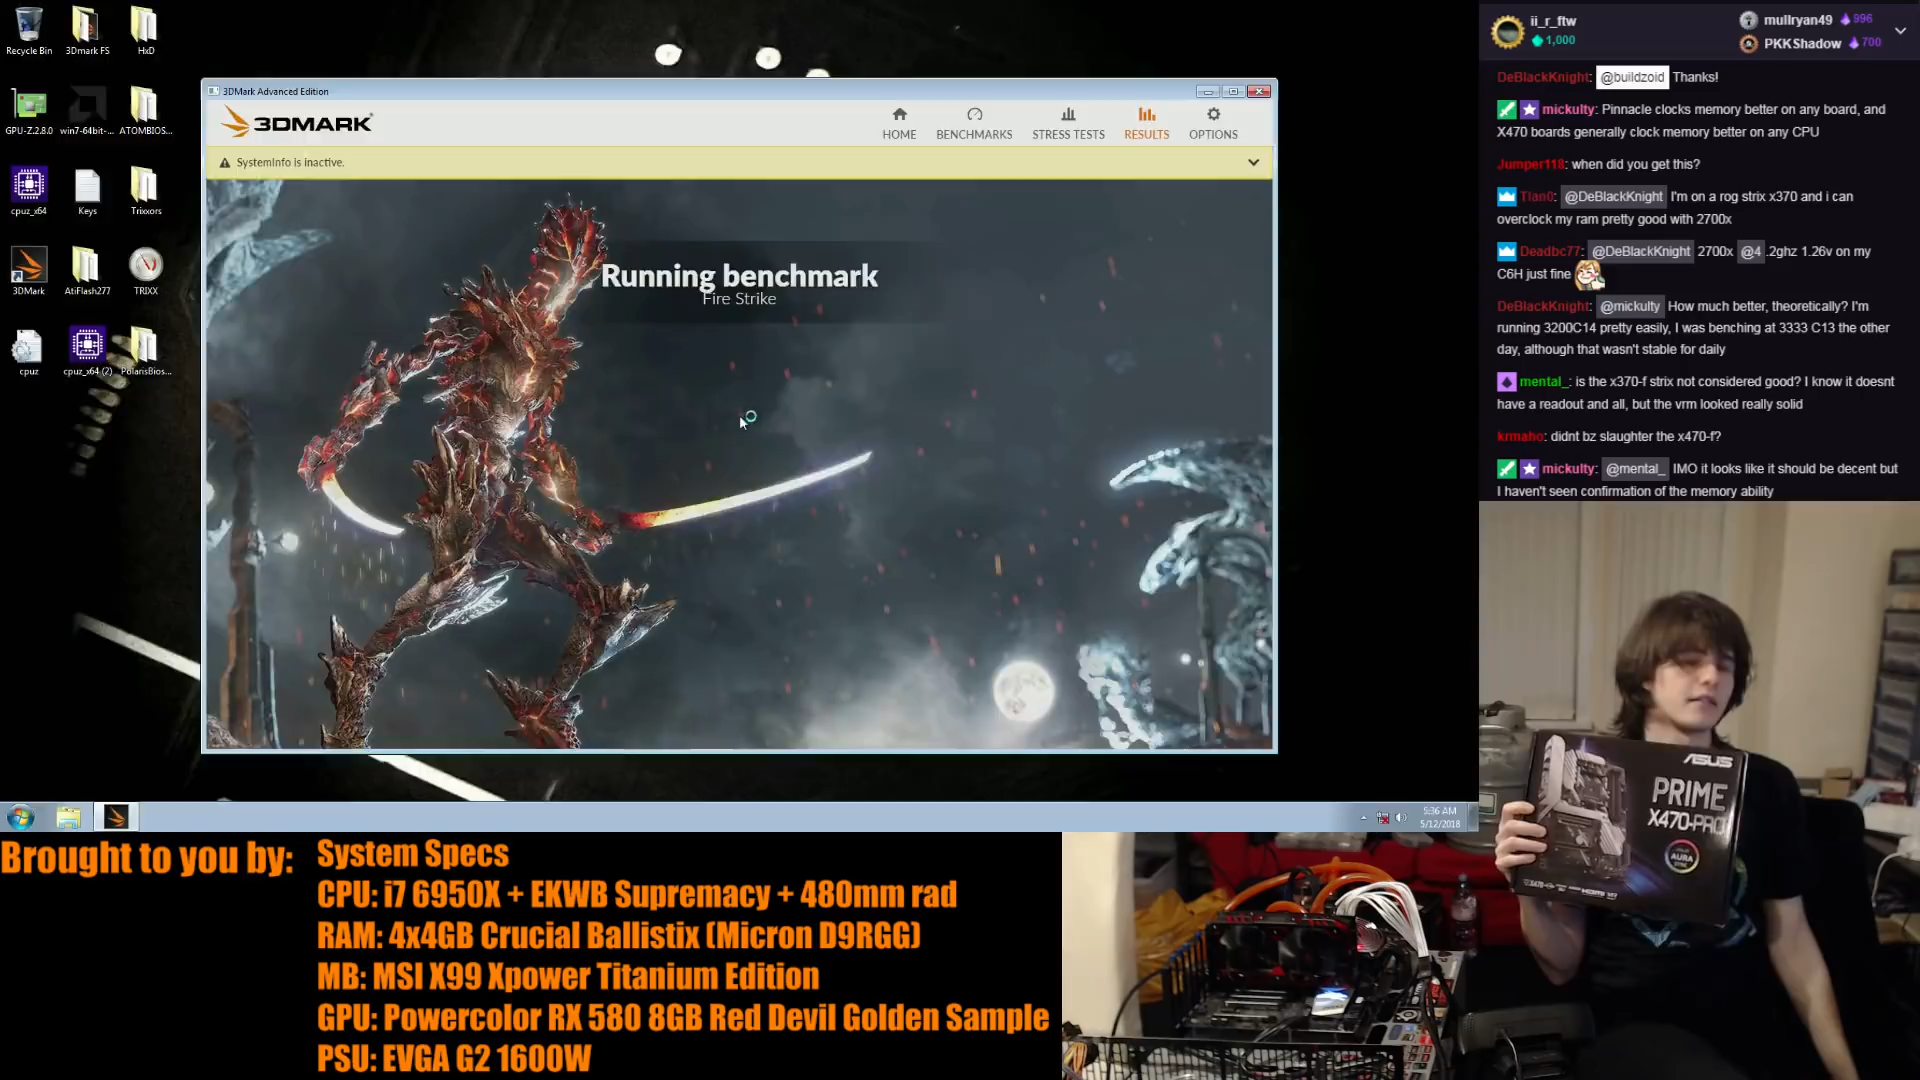 Recycle Bin
3Dmark FS
HxD
GPU-Z.2.8.0
win7-64bit-...
ATOMBIOS...
cpuz_x64
Keys
Trixxors
3DMark
AtiFlash277
TRIXX
cpuz
cpuz_x64 (2)
PolarisBios...
3DMark Advanced Edition
3DMARK
HOME
BENCHMARKS
STRESS TESTS
RESULTS
OPTIONS
SystemInfo is inactive.
Running benchmark
Fire Strike
5:36 AM
5/12/2018
ii_r_ftw
1,000
mullryan49 996
PKKShadow 700
DeBlackKnight: @buildzoid Thanks!
mickulty: Pinnacle clocks memory better on any board, and
X470 boards generally clock memory better on any CPU
Jumper118: when did you get this?
Tlan0: @DeBlackKnight I'm on a rog strix x370 and i can
overclock my ram pretty good with 2700x
Deadbc77: @DeBlackKnight 2700x @4 .2ghz 1.26v on my
C6H just fine
DeBlackKnight: @mickulty How much better, theoretically? I'm
running 3200C14 pretty easily, I was benching at 3333 C13 the other
day, although that wasn't stable for daily
mental_: is the x370-f strix not considered good? I know it doesnt
have a readout and all, but the vrm looked really solid
krmaho: didnt bz slaughter the x470-f?
mickulty: @mental_ IMO it looks like it should be decent but
I haven't seen confirmation of the memory ability
ASUS
PRIME
X470-PRO
AURA
Brought to you by:
System Specs
CPU: i7 6950X + EKWB Supremacy + 480mm rad
RAM: 4x4GB Crucial Ballistix (Micron D9RGG)
MB: MSI X99 Xpower Titanium Edition
GPU: Powercolor RX 580 8GB Red Devil Golden Sample
PSU: EVGA G2 1600W